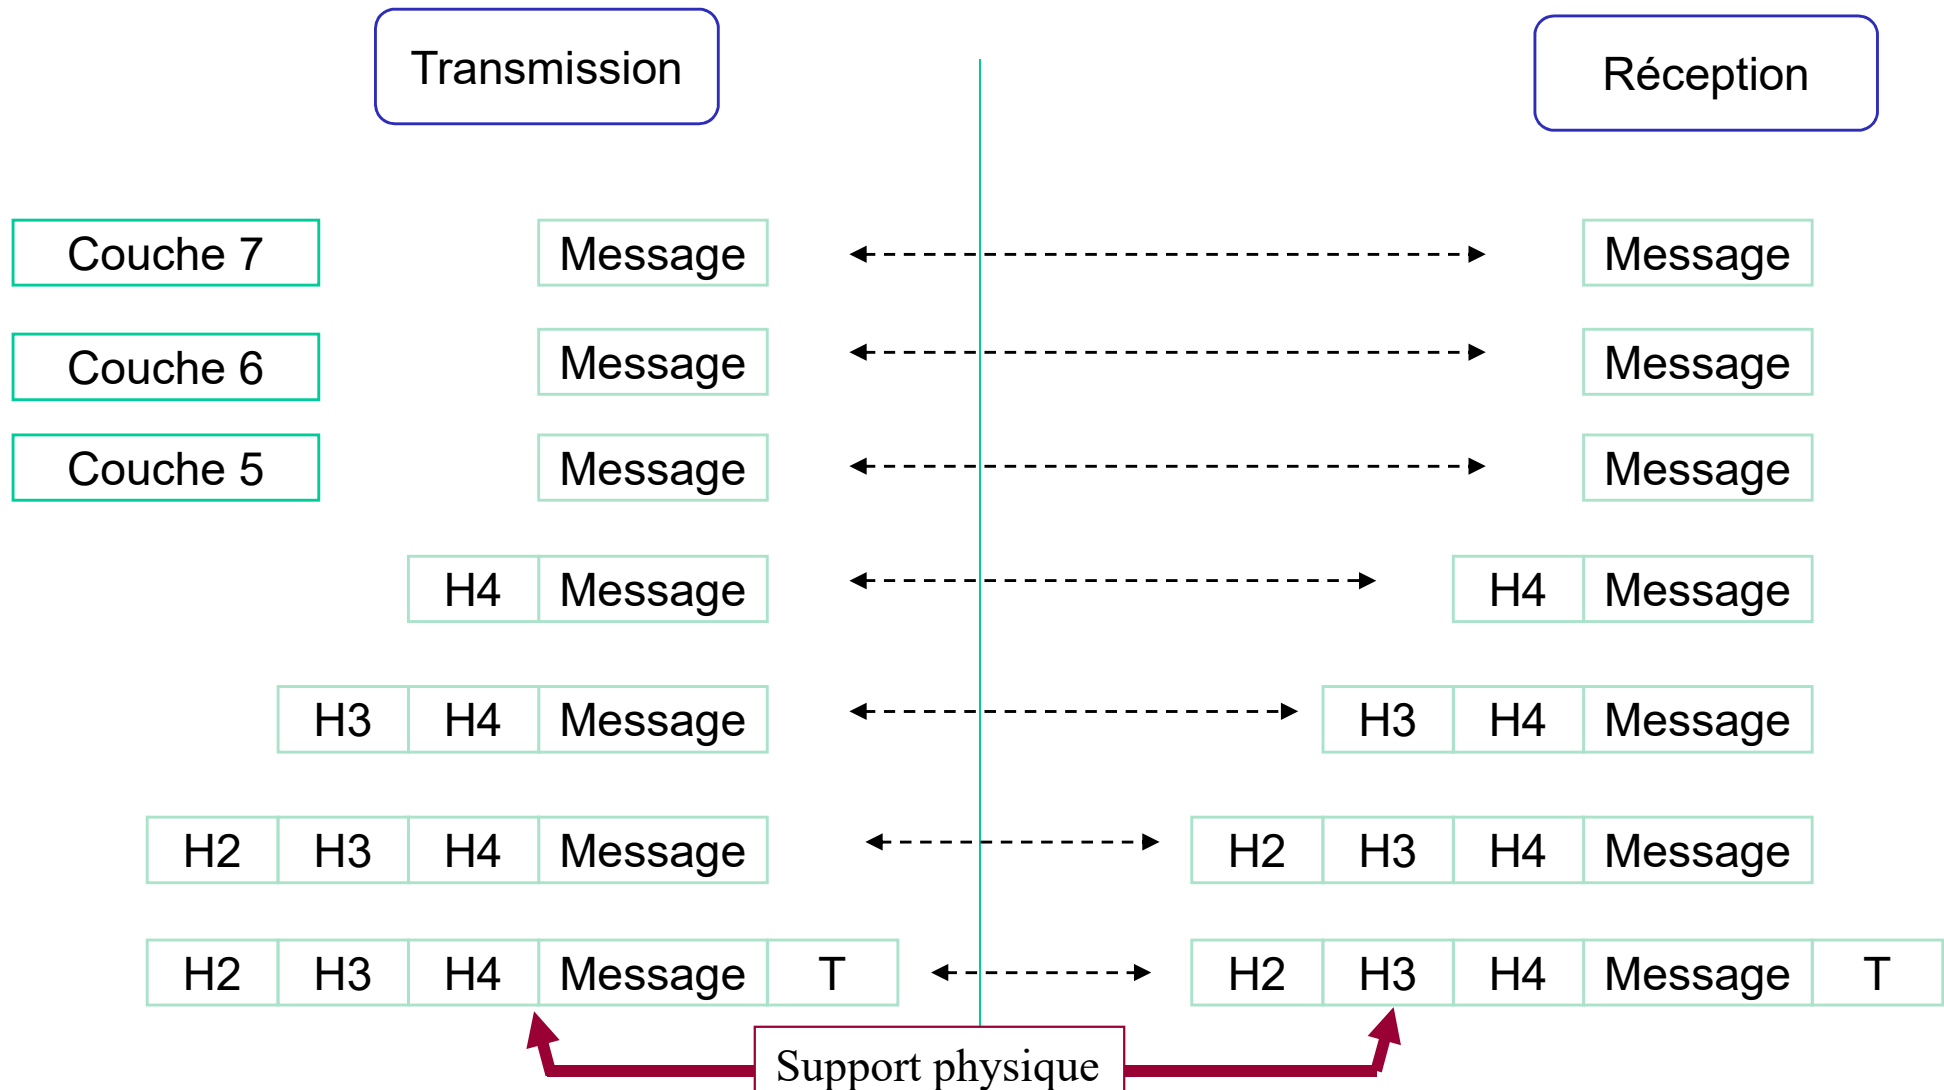 Transmission
Réception
Couche 7 Message Message
Couche 6 Message Message
Couche 5 Message Message
H4 Message H4 Message
H3 H4 Message H3 H4 Message
H2 H3 H4 Message H2 H3 H4 Message
H2 H3 H4 Message T H2 H3 H4 Message T
Support physique